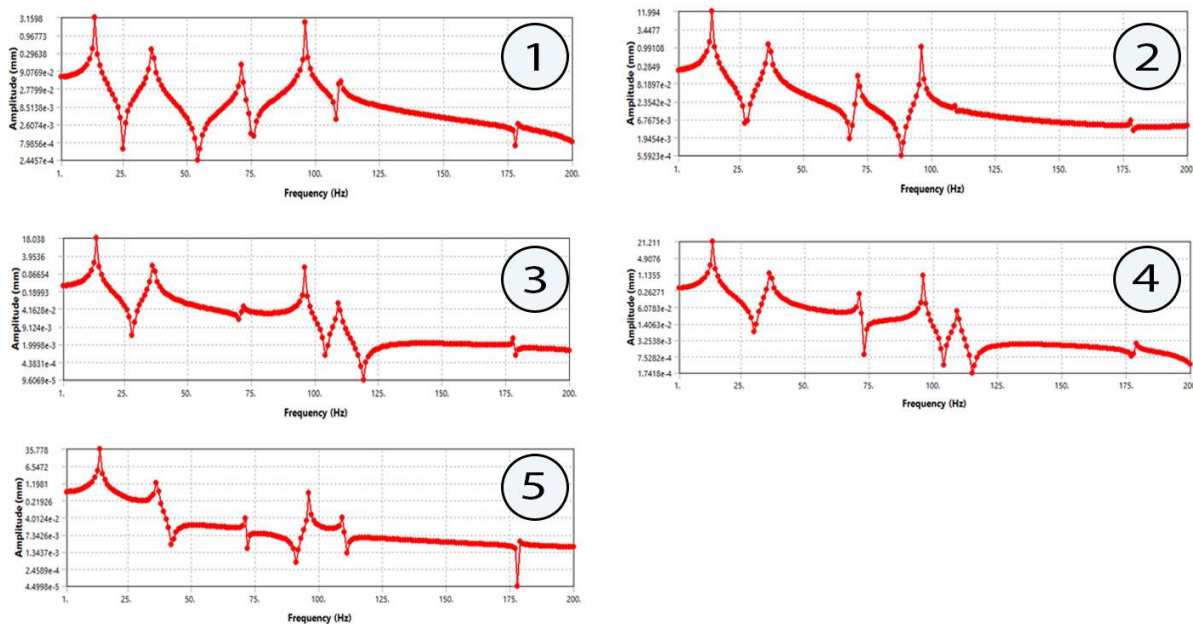 3.1598
0.96773
0.29638
9.0769e-2
2.7799e-2
8.5138e-3
2.6074e-3
7.9856e-4
2.4457e-4
Amplitude (mm)
1. 25. 50. 75. 100. 125. 150. 175. 200.
Frequency (Hz)
1
11.994
3.4477
0.99108
0.2849
8.1897e-2
2.3542e-2
6.7675e-3
1.9454e-3
5.5923e-4
Amplitude (mm)
1. 25. 50. 75. 100. 125. 150. 175. 200.
Frequency (Hz)
2
18.038
3.9536
0.86654
0.18993
4.1628e-2
9.124e-3
1.9998e-3
4.3831e-4
9.6069e-5
Amplitude (mm)
1. 25. 50. 75. 100. 125. 150. 175. 200.
Frequency (Hz)
3
21.211
4.9076
1.1355
0.26271
6.0783e-2
1.4063e-2
3.2538e-3
7.5282e-4
1.7418e-4
Amplitude (mm)
1. 25. 50. 75. 100. 125. 150. 175. 200.
Frequency (Hz)
4
35.778
6.5472
1.1981
0.21926
4.0124e-2
7.3426e-3
1.3437e-3
2.4589e-4
4.4998e-5
Amplitude (mm)
1. 25. 50. 75. 100. 125. 150. 175. 200.
Frequency (Hz)
5